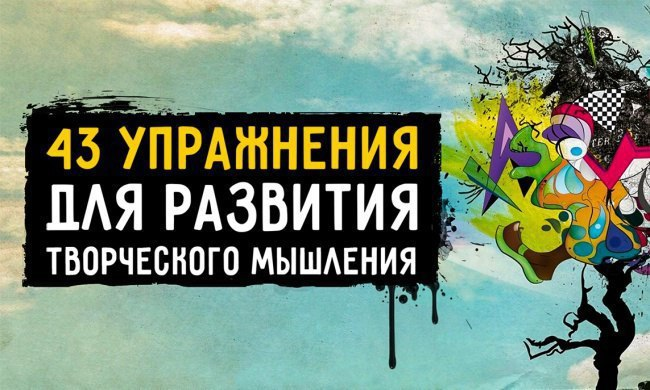 43 УПРАЖНЕНИЯ
ДЛЯ РАЗВИТИЯ
ТВОРЧЕСКОГО МЫШЛЕНИЯ